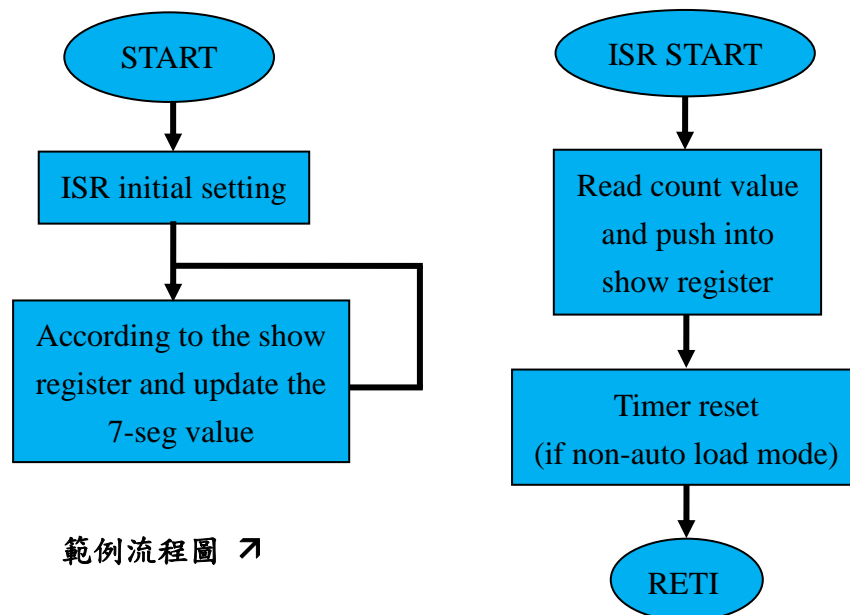 START
ISR initial setting
According to the show
register and update the
7-seg value
範例流程圖 ↗
ISR START
Read count value
and push into
show register
Timer reset
(if non-auto load mode)
RETI